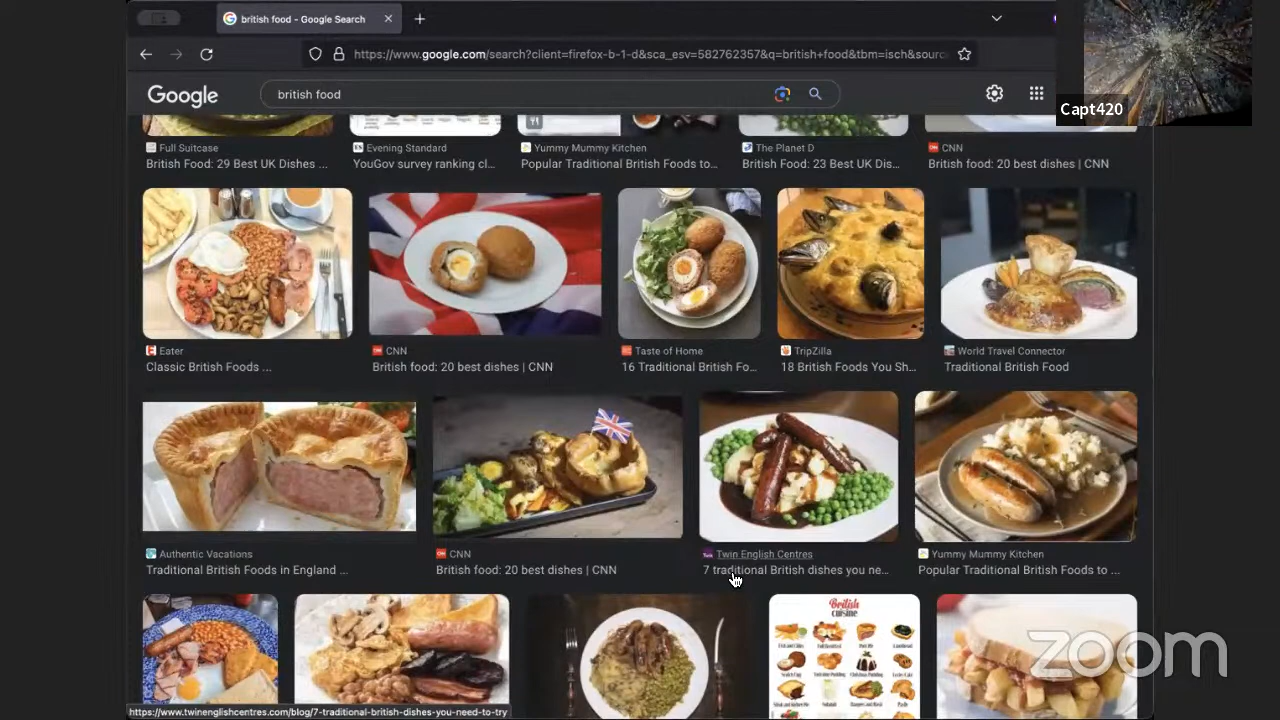 british food - Google Search
https://www.google.com/search?client=firefox-b-1-d&sca_esv=582762357&q=british+food&tbm=isch&sourc
Capt420
Google
british food
Full Suitcase
British Food: 29 Best UK Dishes ...
Evening Standard
YouGov survey ranking cl...
Yummy Mummy Kitchen
Popular Traditional British Foods to...
The Planet D
British Food: 23 Best UK Dis...
CNN
British food: 20 best dishes | CNN
Eater
Classic British Foods ...
CNN
British food: 20 best dishes | CNN
Taste of Home
16 Traditional British Fo...
TripZilla
18 British Foods You Sh...
World Travel Connector
Traditional British Food
Authentic Vacations
Traditional British Foods in England ...
CNN
British food: 20 best dishes | CNN
Twin English Centres
7 traditional British dishes you ne...
Yummy Mummy Kitchen
Popular Traditional British Foods to ...
British
cuisine
zoom
https://www.twinenglishcentres.com/blog/7-traditional-british-dishes-you-need-to-try